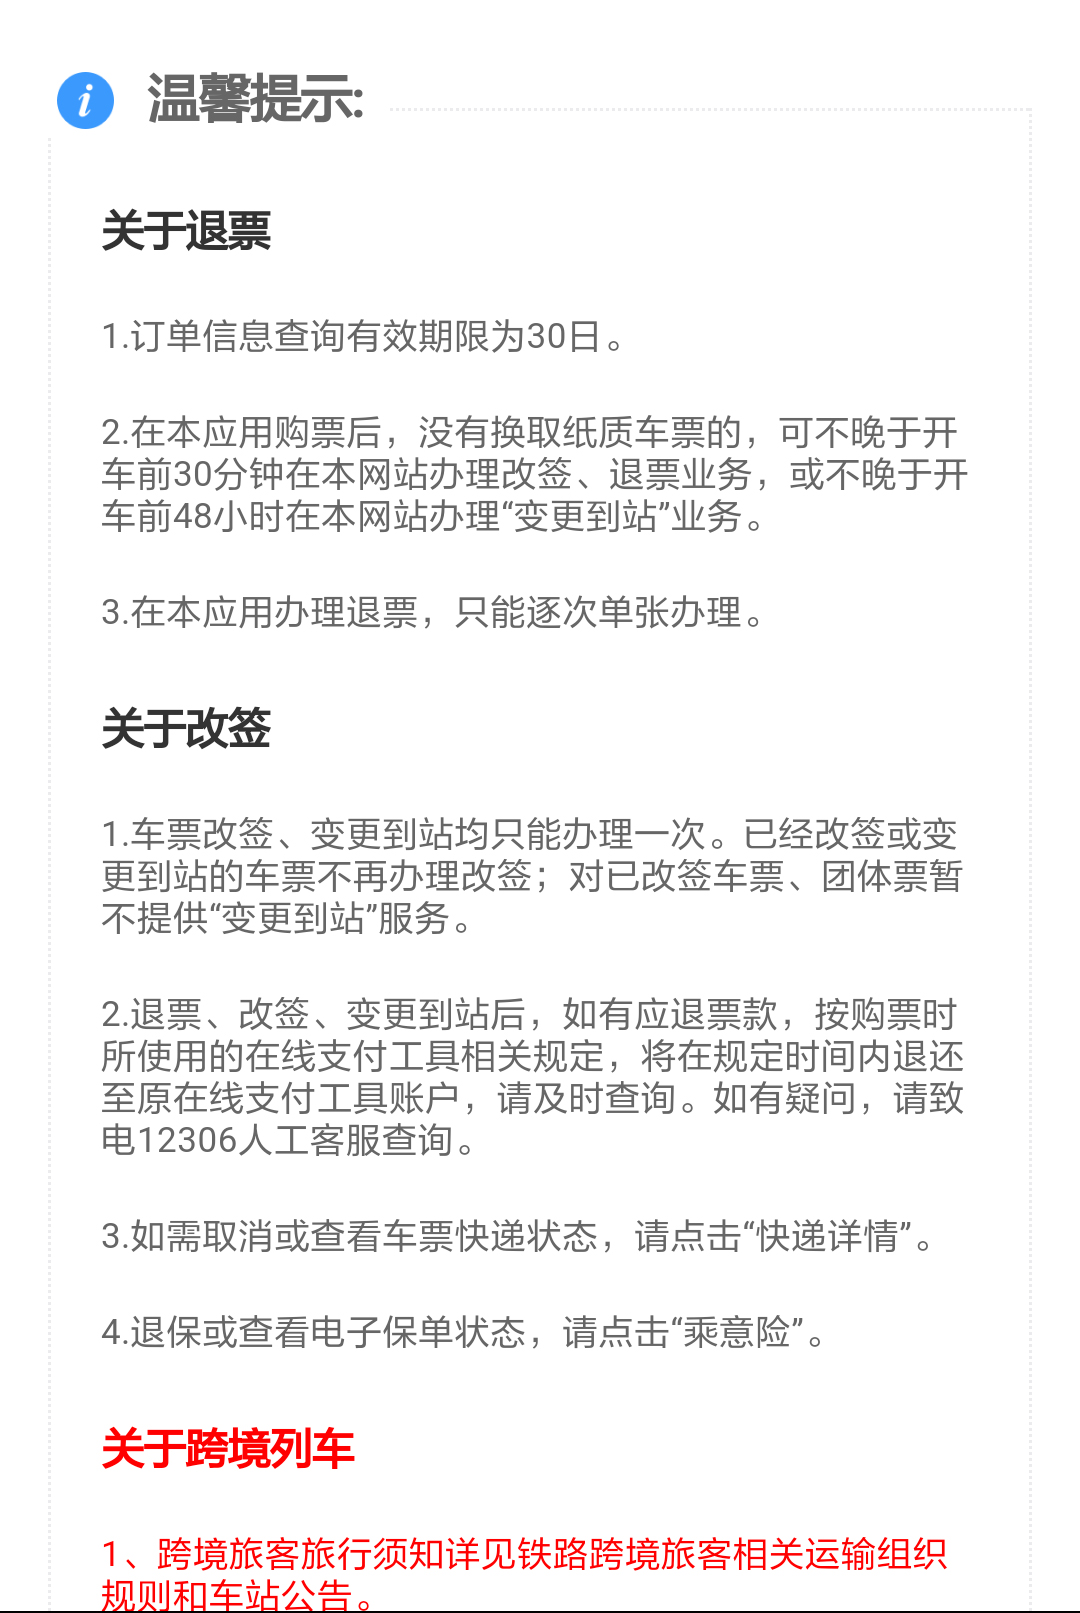 温馨提示:
关于退票
1.订单信息查询有效期限为30日。
2.在本应用购票后，没有换取纸质车票的，可不晚于开
车前30分钟在本网站办理改签、退票业务，或不晚于开
车前48小时在本网站办理“变更到站”业务。
3.在本应用办理退票，只能逐次单张办理。
关于改签
1.车票改签、变更到站均只能办理一次。已经改签或变
更到站的车票不再办理改签；对已改签车票、团体票暂
不提供“变更到站”服务。
2.退票、改签、变更到站后，如有应退票款，按购票时
所使用的在线支付工具相关规定，将在规定时间内退还
至原在线支付工具账户，请及时查询。如有疑问，请致
电12306人工客服查询。
3.如需取消或查看车票快递状态，请点击“快递详情”。
4.退保或查看电子保单状态，请点击“乘意险”。
关于跨境列车
1、跨境旅客旅行须知详见铁路跨境旅客相关运输组织
规则和车站公告。